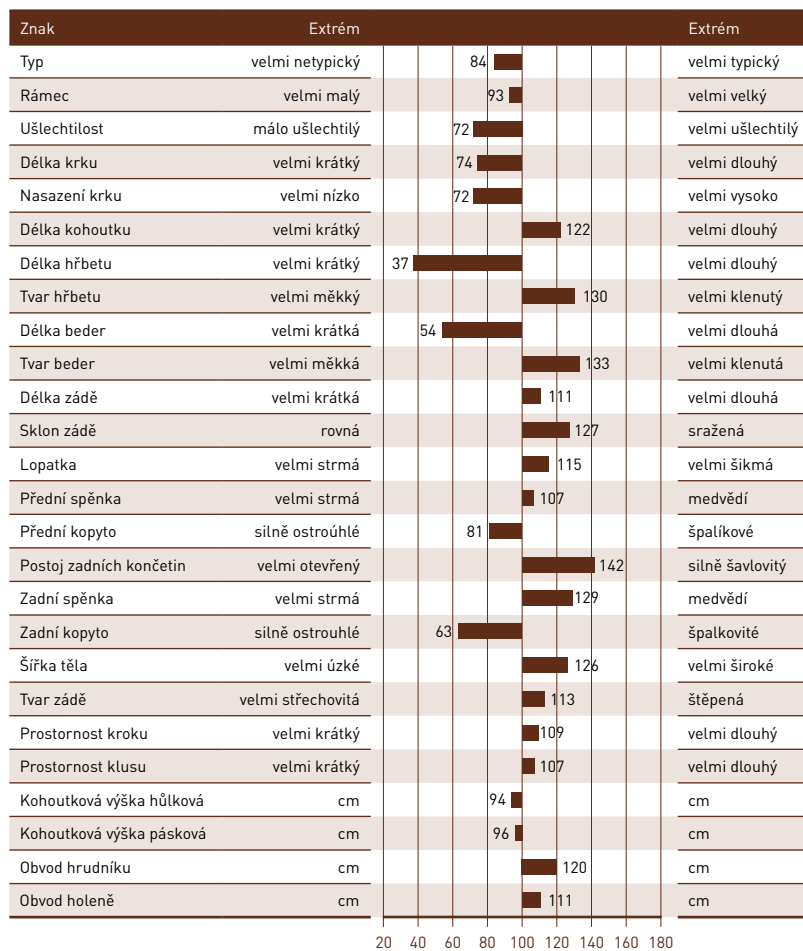 Znak Extrém Extrém
Typ velmi netypický 84 velmi typický
Rámec velmi malý 93 velmi velký
Ušlechtilost málo ušlechtilý 72 velmi ušlechtilý
Délka krku velmi krátký 74 velmi dlouhý
Nasazení krku velmi nízko 72 velmi vysoko
Délka kohoutku velmi krátký 122 velmi dlouhý
Délka hřbetu velmi krátký 37 velmi dlouhý
Tvar hřbetu velmi měkký 130 velmi klenutý
Délka beder velmi krátká 54 velmi dlouhá
Tvar beder velmi měkká 133 velmi klenutá
Délka zádě velmi krátká 111 velmi dlouhá
Sklon zádě rovná 127 sražená
Lopatka velmi strmá 115 velmi šikmá
Přední spěnka velmi strmá 107 medvědí
Přední kopyto silně ostroúhlé 81 špalíkové
Postoj zadních končetin velmi otevřený 142 silně šavlovitý
Zadní spěnka velmi strmá 129 medvědí
Zadní kopyto silně ostrouhlé 63 špalkovité
Šířka těla velmi úzké 126 velmi široké
Tvar zádě velmi střechovitá 113 štěpená
Prostornost kroku velmi krátký 109 velmi dlouhý
Prostornost klusu velmi krátký 107 velmi dlouhý
Kohoutková výška hůlková cm 94 cm
Kohoutková výška pásková cm 96 cm
Obvod hrudníku cm 120 cm
Obvod holeně cm 111 cm
20 40 60 80 100 120 140 160 180